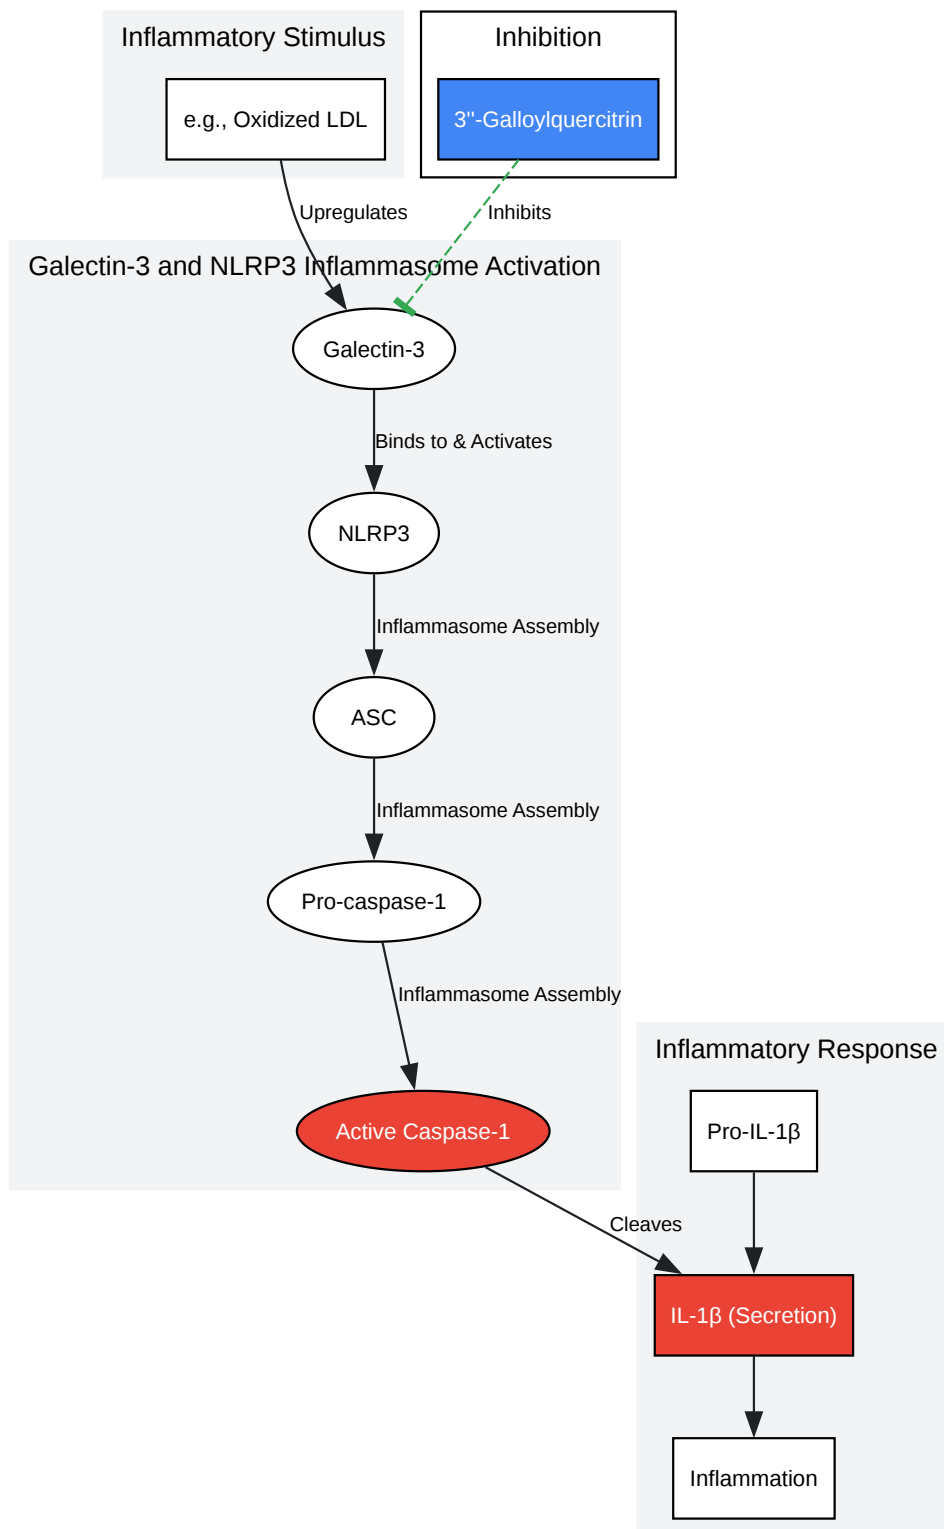 Inflammatory Stimulus
Inhibition
e.g., Oxidized LDL
3"-Galloylquercitrin
Upregulates
Inhibits
Galectin-3 and NLRP3 Inflammasome Activation
Galectin-3
Binds to & Activates
NLRP3
Inflammasome Assembly
ASC
Inflammasome Assembly
Pro-caspase-1
Inflammasome Assembly
Active Caspase-1
Inflammatory Response
Pro-IL-1β
Cleaves
IL-1β (Secretion)
Inflammation